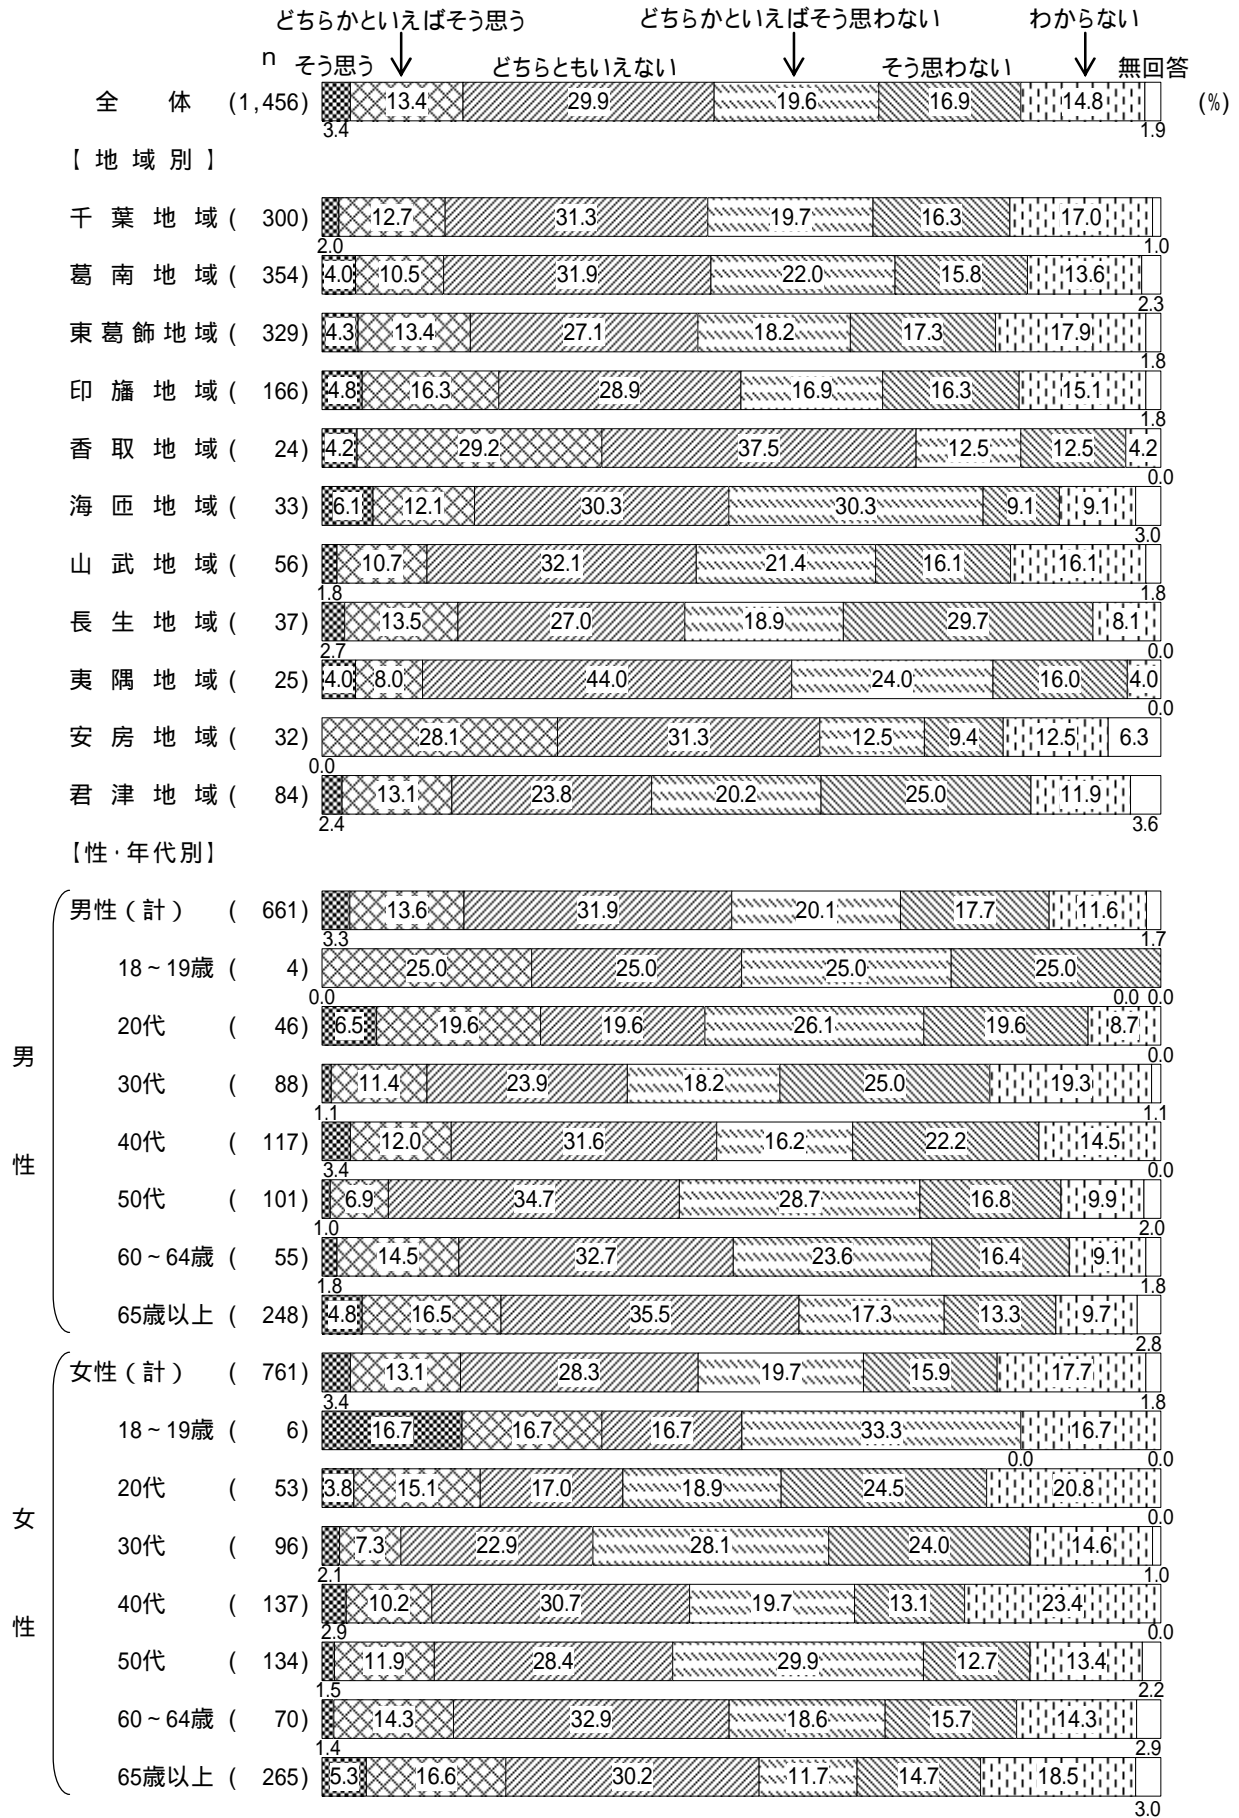 どちらかといえばそう思う どちらかといえばそう思わない わからない
n そう思う どちらともいえない そう思わない 無回答
全体 (1,456) 13.4 29.9 19.6 16.9 14.8 (%)
3.4 1.9
【地域別】
千葉地域 ( 300) 12.7 31.3 19.7 16.3 17.0
2.0 1.0
葛南地域 ( 354) 4.0 10.5 31.9 22.0 15.8 13.6
2.3
東葛飾地域 ( 329) 4.3 13.4 27.1 18.2 17.3 17.9
1.8
印旛地域 ( 166) 4.8 16.3 28.9 16.9 16.3 15.1
1.8
香取地域 ( 24) 4.2 29.2 37.5 12.5 12.5 4.2
0.0
海匝地域 ( 33) 6.1 12.1 30.3 30.3 9.1 9.1
3.0
山武地域 ( 56) 10.7 32.1 21.4 16.1 16.1
1.8 1.8
長生地域 ( 37) 13.5 27.0 18.9 29.7 8.1
2.7 0.0
夷隅地域 ( 25) 4.0 8.0 44.0 24.0 16.0 4.0
0.0
安房地域 ( 32) 28.1 31.3 12.5 9.4 12.5 6.3
0.0
君津地域 ( 84) 13.1 23.8 20.2 25.0 11.9
2.4 3.6
【性・年代別】
男性
男性(計) ( 661) 13.6 31.9 20.1 17.7 11.6
3.3 1.7
18~19歳 ( 4) 25.0 25.0 25.0 25.0
0.0 0.0 0.0
20代 ( 46) 6.5 19.6 19.6 26.1 19.6 8.7
0.0
30代 ( 88) 11.4 23.9 18.2 25.0 19.3
1.1 1.1
40代 ( 117) 12.0 31.6 16.2 22.2 14.5
3.4 0.0
50代 ( 101) 6.9 34.7 28.7 16.8 9.9
1.0 2.0
60~64歳 ( 55) 14.5 32.7 23.6 16.4 9.1
1.8 1.8
65歳以上 ( 248) 4.8 16.5 35.5 17.3 13.3 9.7
2.8
女性
女性(計) ( 761) 13.1 28.3 19.7 15.9 17.7
3.4 1.8
18~19歳 ( 6) 16.7 16.7 16.7 33.3 16.7
0.0 0.0
20代 ( 53) 3.8 15.1 17.0 18.9 24.5 20.8
0.0
30代 ( 96) 7.3 22.9 28.1 24.0 14.6
2.1 1.0
40代 ( 137) 10.2 30.7 19.7 13.1 23.4
2.9 0.0
50代 ( 134) 11.9 28.4 29.9 12.7 13.4
1.5 2.2
60~64歳 ( 70) 14.3 32.9 18.6 15.7 14.3
1.4 2.9
65歳以上 ( 265) 5.3 16.6 30.2 11.7 14.7 18.5
3.0